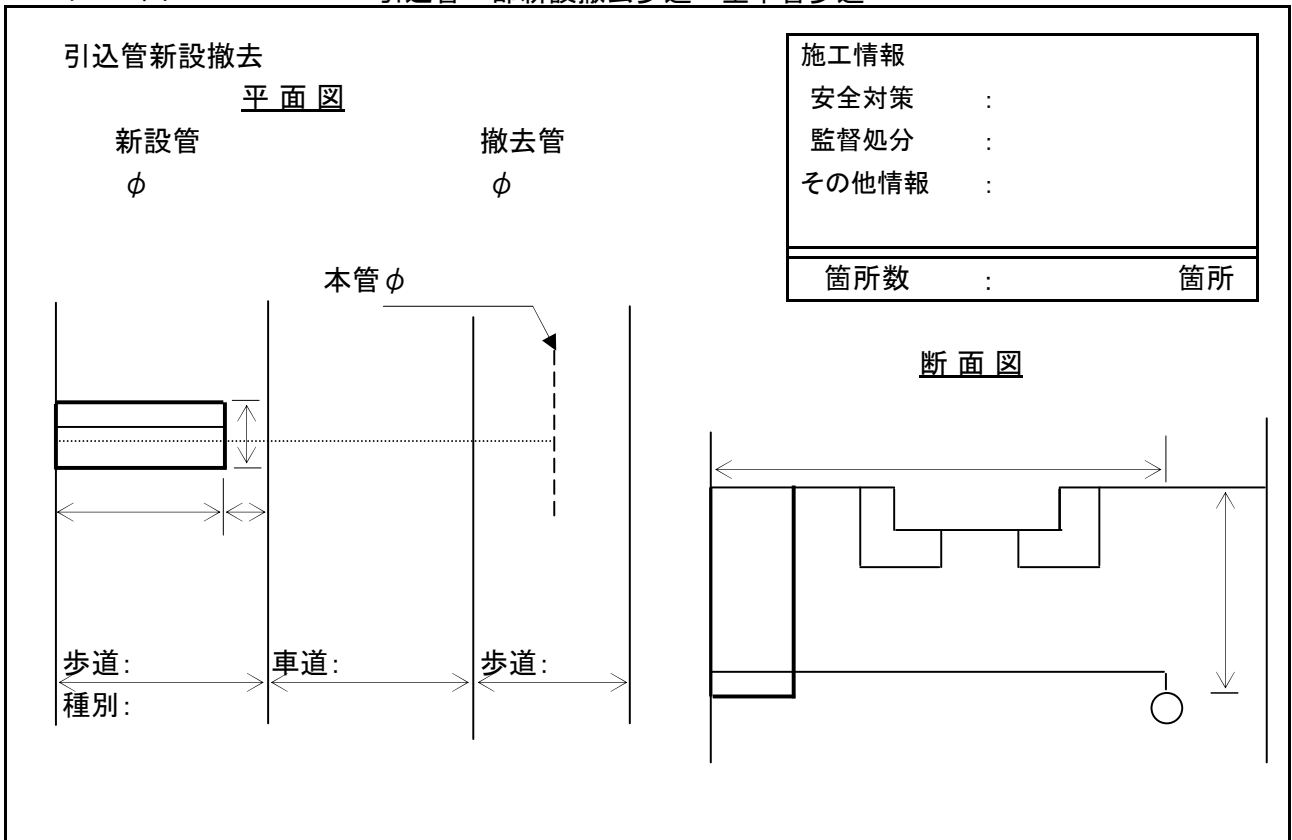 引込管新設撤去
平 面 図
新設管
φ
撤去管
φ
本管φ
歩道:
車道:
歩道:
種別:
施工情報
安全対策 :
監督処分 :
その他情報 :
箇所数 : 箇所
断 面 図